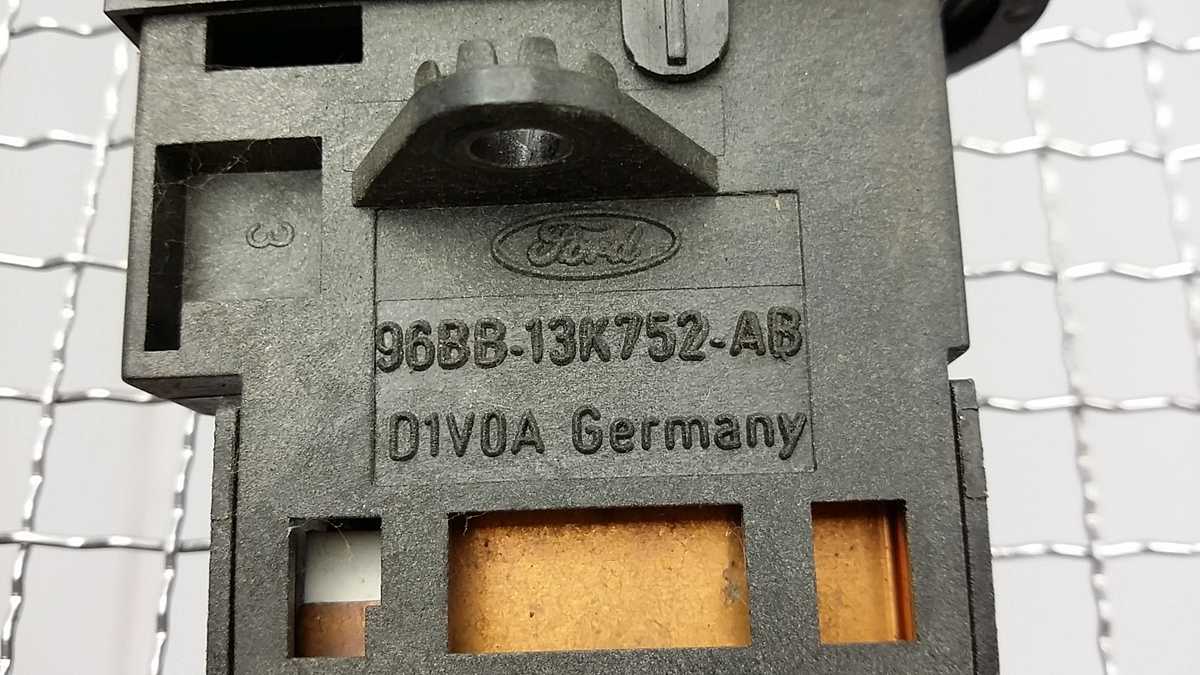 3
Ford
96BB-13K752-AB
D1V0A Germany